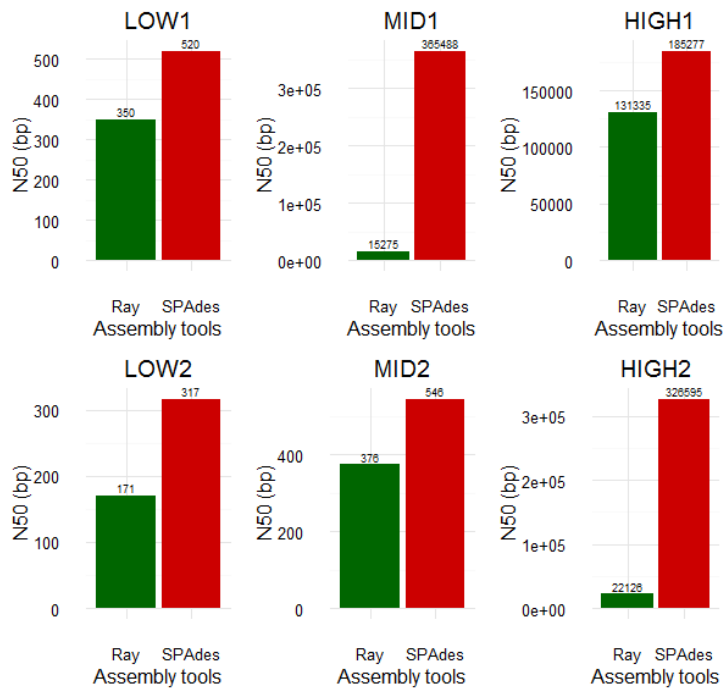 LOW1
520
500
400
350
300
200
100
0
N50 (bp)
Ray SPAdes
Assembly tools
MID1
365488
3e+05
2e+05
1e+05
15275
0e+00
N50 (bp)
Ray SPAdes
Assembly tools
HIGH1
185277
150000
131335
100000
50000
0
N50 (bp)
Ray SPAdes
Assembly tools
LOW2
317
300
200
171
100
0
N50 (bp)
Ray SPAdes
Assembly tools
MID2
546
400
376
200
0
N50 (bp)
Ray SPAdes
Assembly tools
HIGH2
326595
3e+05
2e+05
1e+05
22126
0e+00
N50 (bp)
Ray SPAdes
Assembly tools